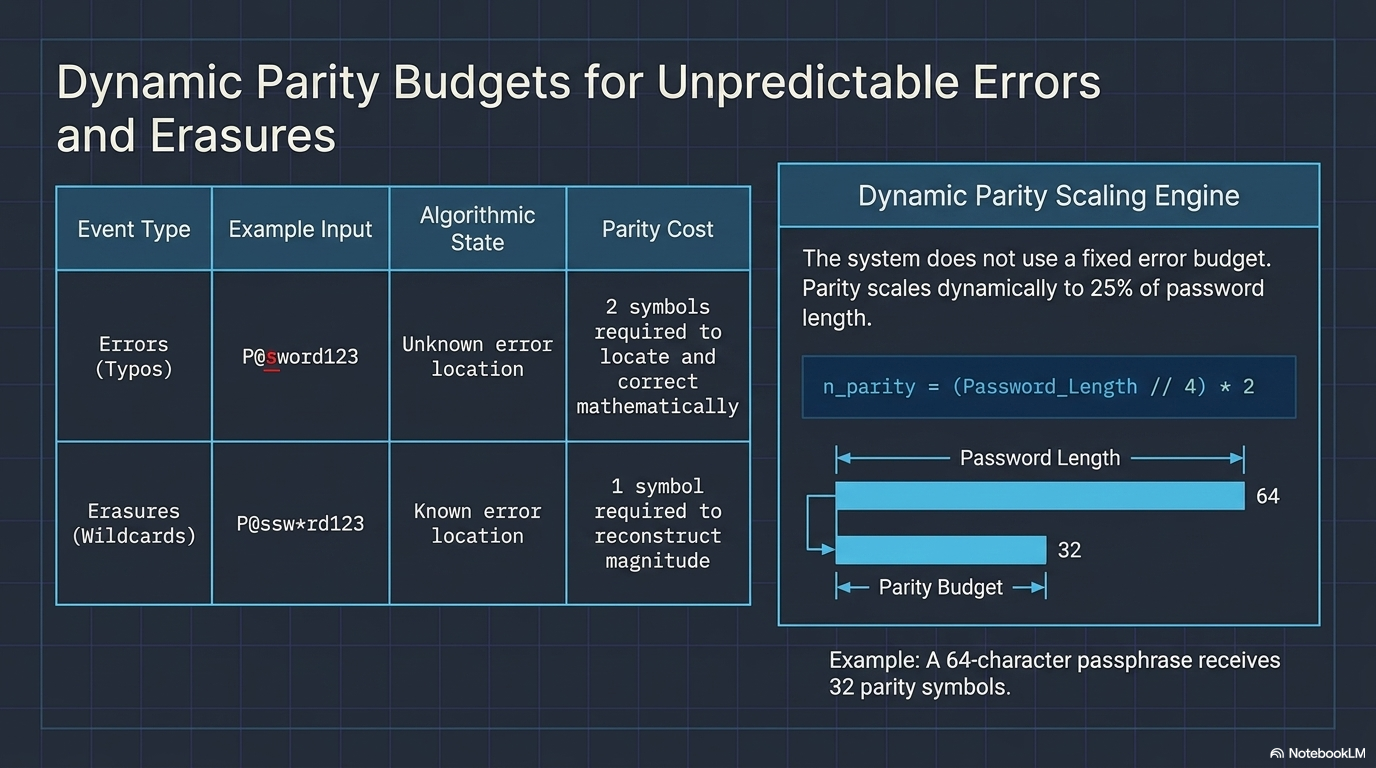 Dynamic Parity Budgets for Unpredictable Errors
and Erasures
Event Type
Example Input
Algorithmic
State
Parity Cost
Errors
(Typos)
P@sword123
Unknown error
location
2 symbols
required to
locate and
correct
mathematically
Erasures
(Wildcards)
P@ssw*rd123
Known error
location
1 symbol
required to
reconstruct
magnitude
Dynamic Parity Scaling Engine
The system does not use a fixed error budget.
Parity scales dynamically to 25% of password
length.
n_parity = (Password_Length // 4) * 2
Password Length
64
32
Parity Budget
Example: A 64-character passphrase receives
32 parity symbols.
NotebookLM